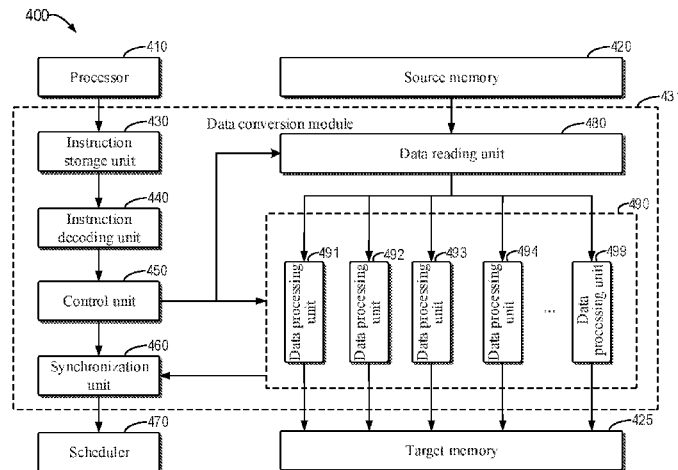 400
410
Processor
420
Source memory
431
Data conversion module
430
Instruction
storage unit
480
Data reading unit
440
Instruction
decoding unit
490
450
Control unit
491
Data processing
unit
492
Data processing
unit
493
Data processing
unit
494
Data processing
unit
...
499
Data
processing unit
460
Synchronization
unit
470
Scheduler
425
Target memory